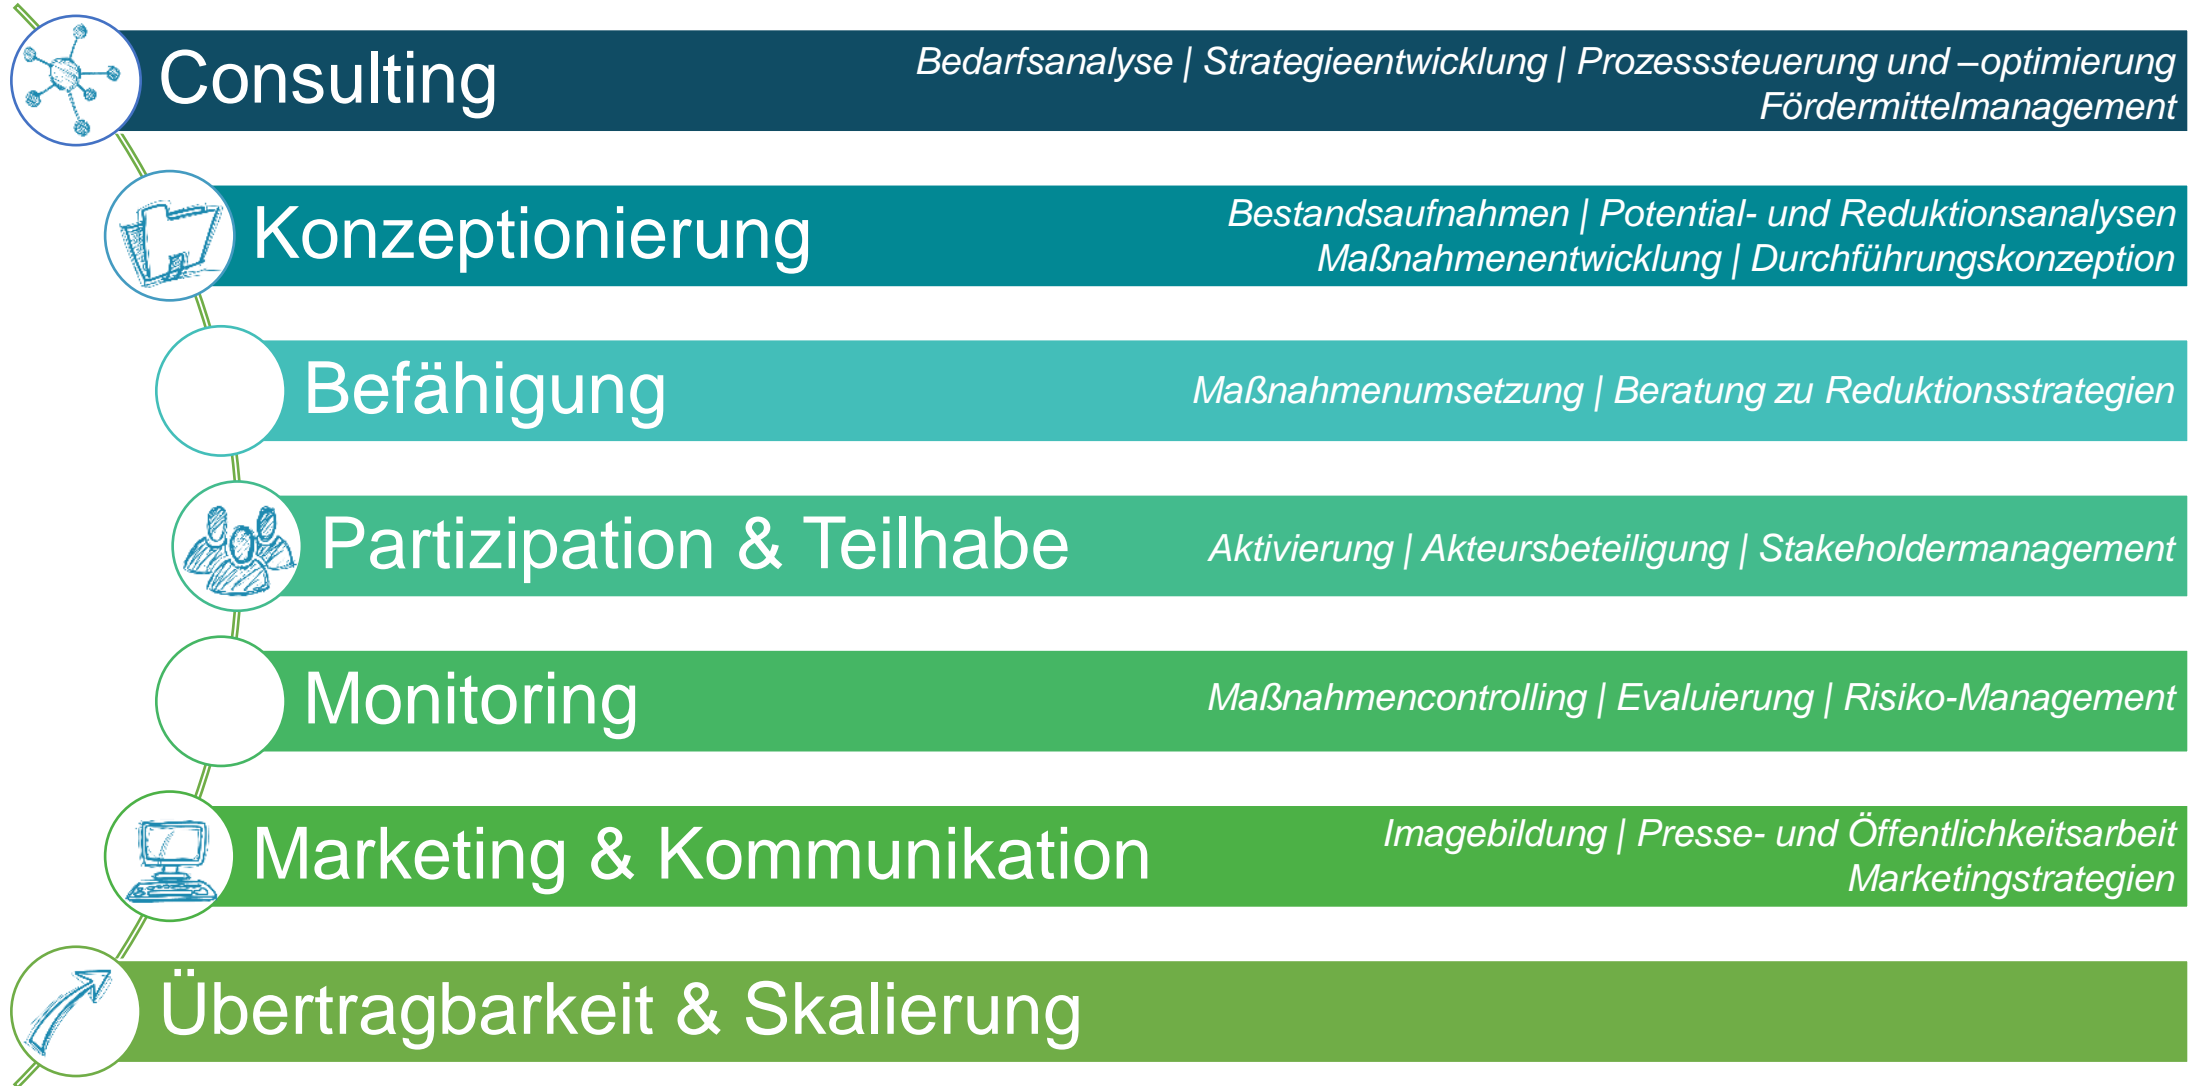 Consulting
Bedarfsanalyse | Strategieentwicklung | Prozesssteuerung und –optimierung
Fördermittelmanagement
Konzeptionierung
Bestandsaufnahmen | Potential- und Reduktionsanalysen
Maßnahmenentwicklung | Durchführungskonzeption
Befähigung
Maßnahmenumsetzung | Beratung zu Reduktionsstrategien
Partizipation & Teilhabe
Aktivierung | Akteursbeteiligung | Stakeholdermanagement
Monitoring
Maßnahmencontrolling | Evaluierung | Risiko-Management
Marketing & Kommunikation
Imagebildung | Presse- und Öffentlichkeitsarbeit
Marketingstrategien
Übertragbarkeit & Skalierung